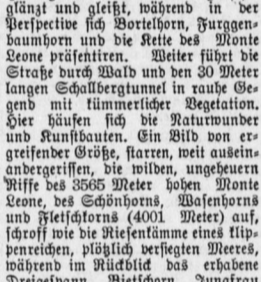 glänzt und gleißt, während in der
Perspektive sich Bortelhorn, Furggen-
baumhorn und die Kette des Monte
Leone präsentiren. Weiter führt die
Straße durch Wald und den 30 Meter
langen Schallbergtunnel in rauhe Ge-
gend mit kümmerlicher Vegetation.
Hier häufen sich die Naturwunder
und Kunstbauten. Ein Bild von er-
greifender Größe, starren, weit ausein-
andergerissen, die wilden, ungeheuern
Riffe des 3565 Meter hohen Monte
Leone, des Schönhorns, Wasenhorns
und Fletschhorns (4001 Meter) auf,
schroff wie die Riesenkämme eines klip-
penreichen, plötzlich versiegten Meeres,
während im Rückblick das erhabene
Dreigespann Bietschorn, Jungfrau